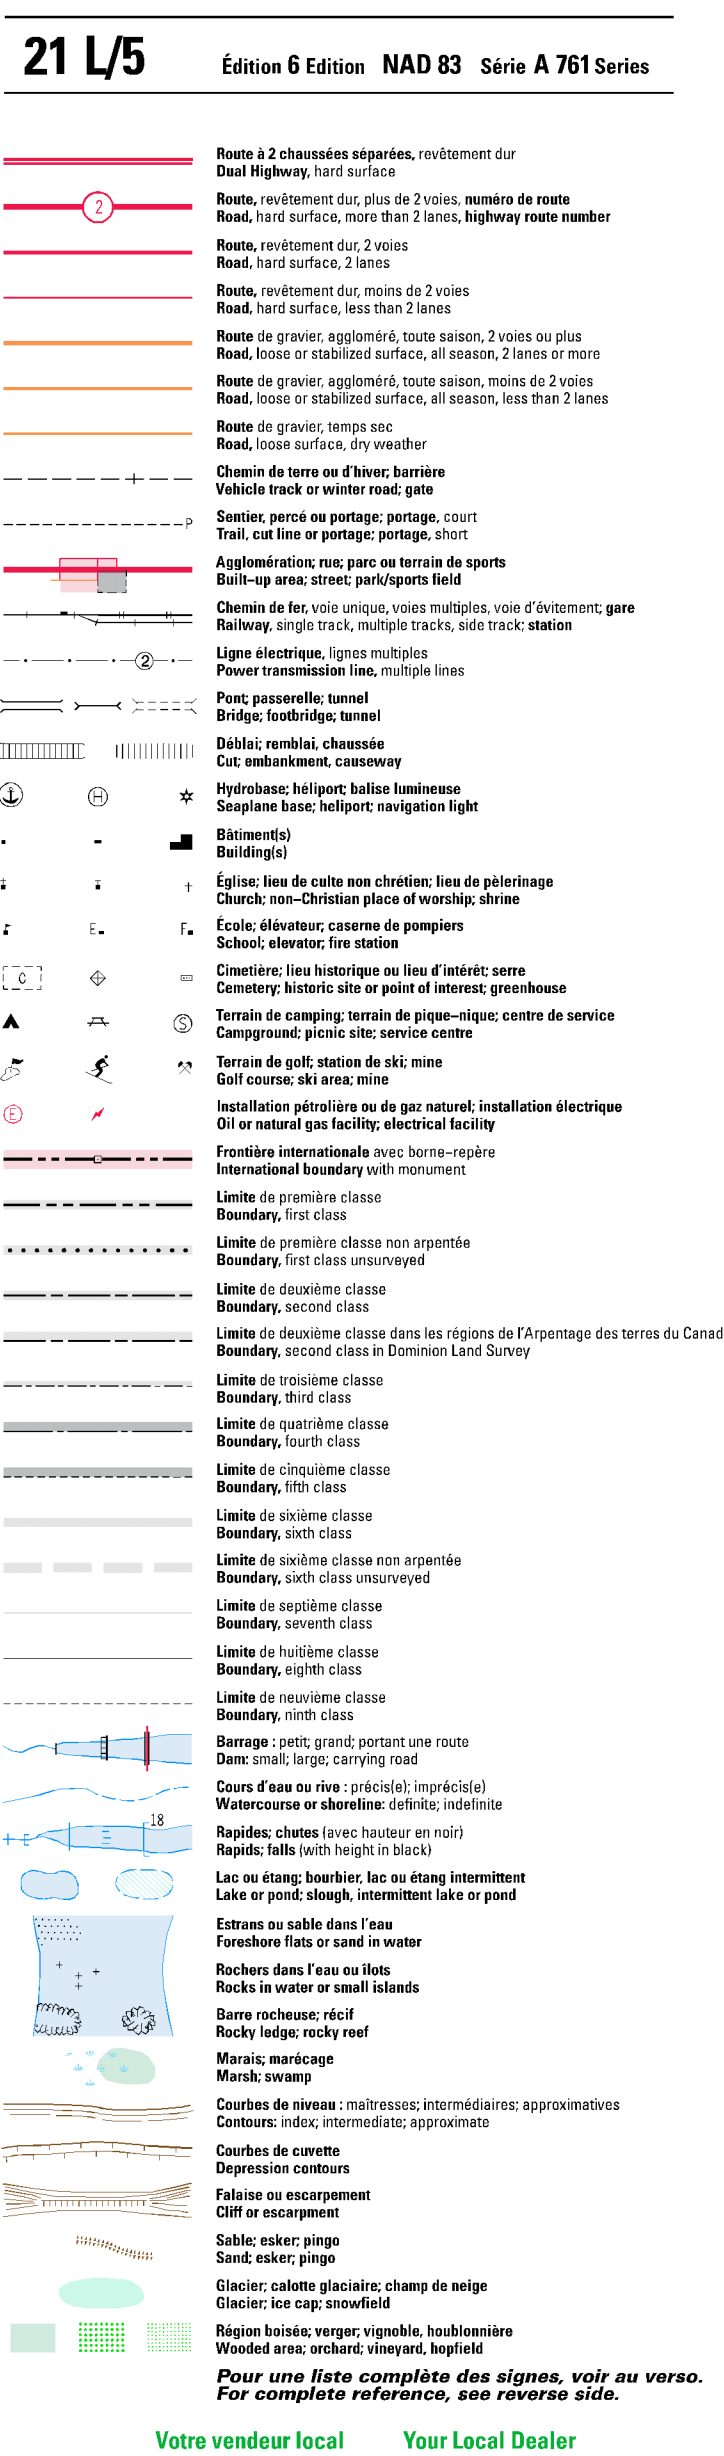 21 L/5 Édition 6 Edition NAD 83 Série A 761 Series
Route à 2 chaussées séparées, revêtement dur
Dual Highway, hard surface
2
Route, revêtement dur, plus de 2 voies, numéro de route
Road, hard surface, more than 2 lanes, highway route number
Route, revêtement dur, 2 voies
Road, hard surface, 2 lanes
Route, revêtement dur, moins de 2 voies
Road, hard surface, less than 2 lanes
Route de gravier, aggloméré, toute saison, 2 voies ou plus
Road, loose or stabilized surface, all season, 2 lanes or more
Route de gravier, aggloméré, toute saison, moins de 2 voies
Road, loose or stabilized surface, all season, less than 2 lanes
Route de gravier, temps sec
Road, loose surface, dry weather
Chemin de terre ou d'hiver; barrière
Vehicle track or winter road; gate
P
Sentier, percé ou portage; portage, court
Trail, cut line or portage; portage, short
Agglomération; rue; parc ou terrain de sports
Built-up area; street; park/sports field
Chemin de fer, voie unique, voies multiples, voie d'évitement; gare
Railway, single track, multiple tracks, side track; station
2
Ligne électrique, lignes multiples
Power transmission line, multiple lines
Pont; passerelle; tunnel
Bridge; footbridge; tunnel
Déblai; remblai, chaussée
Cut; embankment, causeway
H
Hydrobase; héliport; balise lumineuse
Seaplane base; heliport; navigation light
Bâtiment(s)
Building(s)
Église; lieu de culte non chrétien; lieu de pèlerinage
Church; non-Christian place of worship; shrine
E F
École; élévateur; caserne de pompiers
School; elevator; fire station
C
Cimetière; lieu historique ou lieu d'intérêt; serre
Cemetery; historic site or point of interest; greenhouse
S
Terrain de camping; terrain de pique-nique; centre de service
Campground; picnic site; service centre
Terrain de golf; station de ski; mine
Golf course; ski area; mine
E
Installation pétrolière ou de gaz naturel; installation électrique
Oil or natural gas facility; electrical facility
Frontière internationale avec borne-repère
International boundary with monument
Limite de première classe
Boundary, first class
Limite de première classe non arpentée
Boundary, first class unsurveyed
Limite de deuxième classe
Boundary, second class
Limite de deuxième classe dans les régions de l'Arpentage des terres du Canad
Boundary, second class in Dominion Land Survey
Limite de troisième classe
Boundary, third class
Limite de quatrième classe
Boundary, fourth class
Limite de cinquième classe
Boundary, fifth class
Limite de sixième classe
Boundary, sixth class
Limite de sixième classe non arpentée
Boundary, sixth class unsurveyed
Limite de septième classe
Boundary, seventh class
Limite de huitième classe
Boundary, eighth class
Limite de neuvième classe
Boundary, ninth class
Barrage : petit; grand; portant une route
Dam: small; large; carrying road
Cours d'eau ou rive : précis(e); imprécis(e)
Watercourse or shoreline: definite; indefinite
18
Rapides; chutes (avec hauteur en noir)
Rapids; falls (with height in black)
Lac ou étang; bourbier, lac ou étang intermittent
Lake or pond; slough, intermittent lake or pond
Estrans ou sable dans l'eau
Foreshore flats or sand in water
Rochers dans l'eau ou îlots
Rocks in water or small islands
Barre rocheuse; récif
Rocky ledge; rocky reef
Marais; marécage
Marsh; swamp
Courbes de niveau : maîtresses; intermédiaires; approximatives
Contours: index; intermediate; approximate
Courbes de cuvette
Depression contours
Falaise ou escarpement
Cliff or escarpment
Sable; esker; pingo
Sand; esker; pingo
Glacier; calotte glaciaire; champ de neige
Glacier; ice cap; snowfield
Région boisée; verger; vignoble, houblonnière
Wooded area; orchard; vineyard, hopfield
Pour une liste complète des signes, voir au verso.
For complete reference, see reverse side.
Votre vendeur local Your Local Dealer